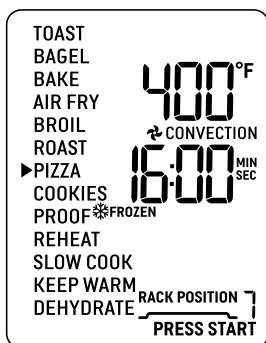 TOAST
BAGEL
BAKE
AIR FRY
BROIL
ROAST
PIZZA
COOKIES
PROOF
REHEAT
SLOW COOK
KEEP WARM
DEHYDRATE
400°F
CONVECTION
16:00 MIN SEC
FROZEN
RACK POSITION
PRESS START